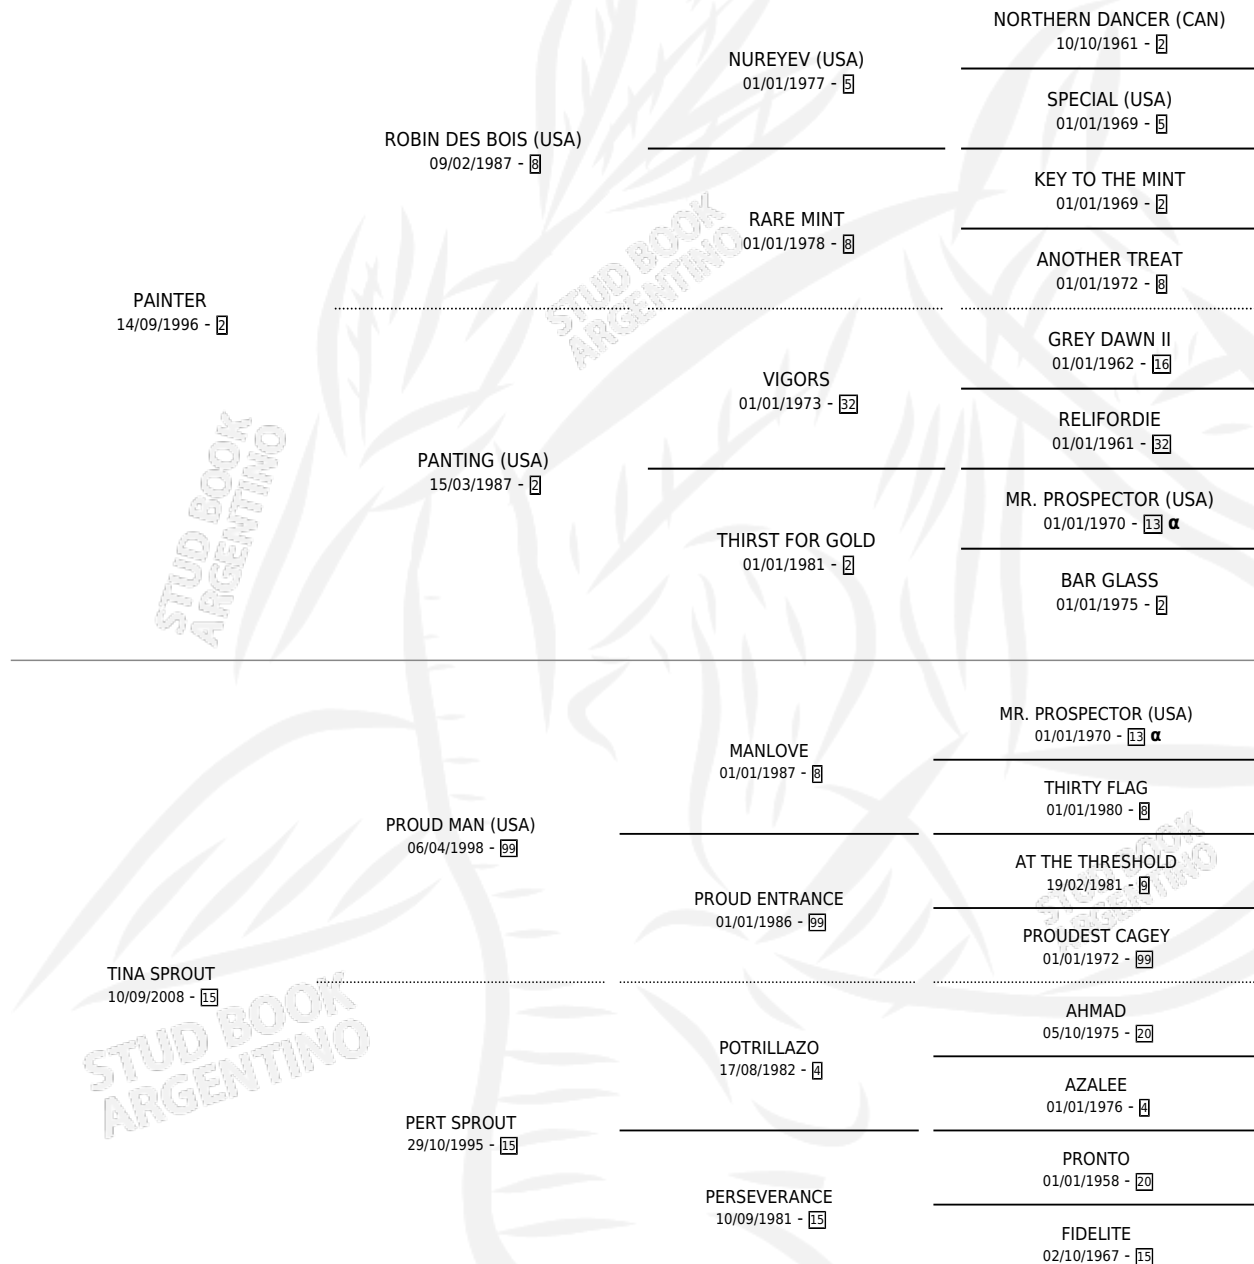 NORTHERN DANCER (CAN)
10/10/1961 - 2
NUREYEV (USA)
01/01/1977 - 5
SPECIAL (USA)
01/01/1969 - 5
ROBIN DES BOIS (USA)
09/02/1987 - 8
KEY TO THE MINT
01/01/1969 - 2
RARE MINT
01/01/1978 - 8
ANOTHER TREAT
01/01/1972 - 8
PAINTER
14/09/1996 - 2
GREY DAWN II
01/01/1962 - 16
VIGORS
01/01/1973 - 32
RELIFORDIE
01/01/1961 - 32
PANTING (USA)
15/03/1987 - 2
MR. PROSPECTOR (USA)
01/01/1970 - 13 α
THIRST FOR GOLD
01/01/1981 - 2
BAR GLASS
01/01/1975 - 2
MR. PROSPECTOR (USA)
01/01/1970 - 13 α
MANLOVE
01/01/1987 - 8
THIRTY FLAG
01/01/1980 - 8
PROUD MAN (USA)
06/04/1998 - 99
AT THE THRESHOLD
19/02/1981 - 9
PROUD ENTRANCE
01/01/1986 - 99
PROUDEST CAGEY
01/01/1972 - 99
TINA SPROUT
10/09/2008 - 15
AHMAD
05/10/1975 - 20
POTRILLAZO
17/08/1982 - 4
AZALEE
01/01/1976 - 4
PERT SPROUT
29/10/1995 - 15
PRONTO
01/01/1958 - 20
PERSEVERANCE
10/09/1981 - 15
FIDELITE
02/10/1967 - 15
STUD BOOK
ARGENTINO
STUD BOOK
ARGENTINO
STUD BOOK
ARGENTINO
STUD BOOK
ARGENTINO